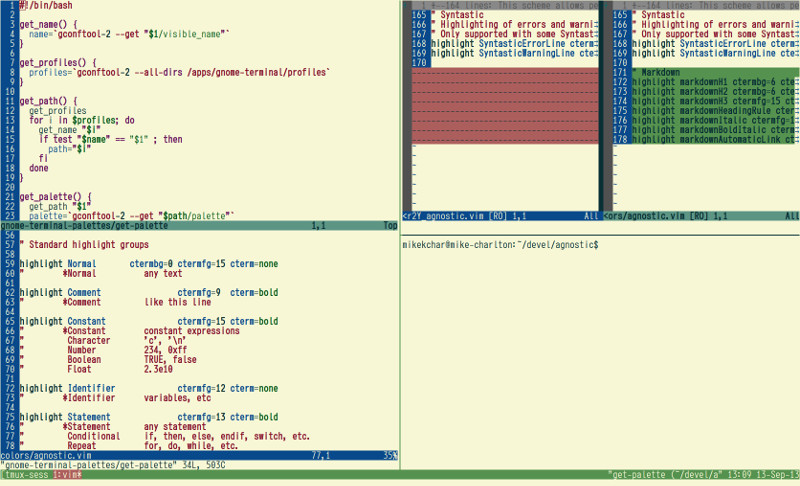 1 #!/bin/bash
2
3 get_name() {
4   name=`gconftool-2 --get "$1/visible_name"`
5 }
6
7 get_profiles() {
8   profiles=`gconftool-2 --all-dirs /apps/gnome-terminal/profiles`
9 }
10
11 get_path() {
12   get_profiles
13   for i in $profiles; do
14     get_name "$i"
15     if test "$name" == "$i" ; then
16       path="$i"
17     fi
18   done
19 }
20
21 get_palette() {
22   get_path "$1"
23   palette=`gconftool-2 --get "$path/palette"`
gnome-terminal-palettes/get-palette 1,1 Top
56
57 " Standard highlight groups
58
59 highlight Normal ctermbg=0 ctermfg=15 cterm=none
60 " *Normal any text
61
62 highlight Comment ctermfg=9 cterm=bold
63 " *Comment like this line
64
65 highlight Constant ctermfg=15 cterm=bold
66 " *Constant constant expressions
67 " Character 'c', '\n'
68 " Number 234, 0xff
69 " Boolean TRUE, false
70 " Float 2.3e10
71
72 highlight Identifier ctermfg=12 cterm=none
73 " *Identifier variables, etc
74
75 highlight Statement ctermfg=13 cterm=bold
76 " *Statement any statement
77 " Conditional if, then, else, endif, switch, etc.
78 " Repeat for, do, while, etc.
colors/agnostic.vim 77,1 35%
"gnome-terminal-palettes/get-palette" 34L, 503C
1 +--164 lines: This scheme allows pe
165 " Syntastic
166 " Highlighting of errors and warni
167 " Only supported with some Syntast
168 highlight SyntasticErrorLine cterm
169 highlight SyntasticWarningLine cte
170
<r2Y_agnostic.vim [RO] 1,1 All
1 +--164 lines: This scheme allows pe
165 " Syntastic
166 " Highlighting of errors and warni
167 " Only supported with some Syntast
168 highlight SyntasticErrorLine cterm
169 highlight SyntasticWarningLine cte
170
171 " Markdown
172 highlight markdownH1 ctermbg=6 cte
173 highlight markdownH2 ctermbg=6 cte
174 highlight markdownH3 ctermfg=15 ct
175 highlight markdownHeadingRule cter
176 highlight markdownItalic ctermfg=1
177 highlight markdownBoldItalic cterm
178 highlight markdownAutomaticLink ct
<ors/agnostic.vim [RO] 1,1 All
mikekchar@mike-charlton:~/devel/agnostic$
tmux-sess 1:vim* "get-palette (~/devel/a" 13:09 13-Sep-13